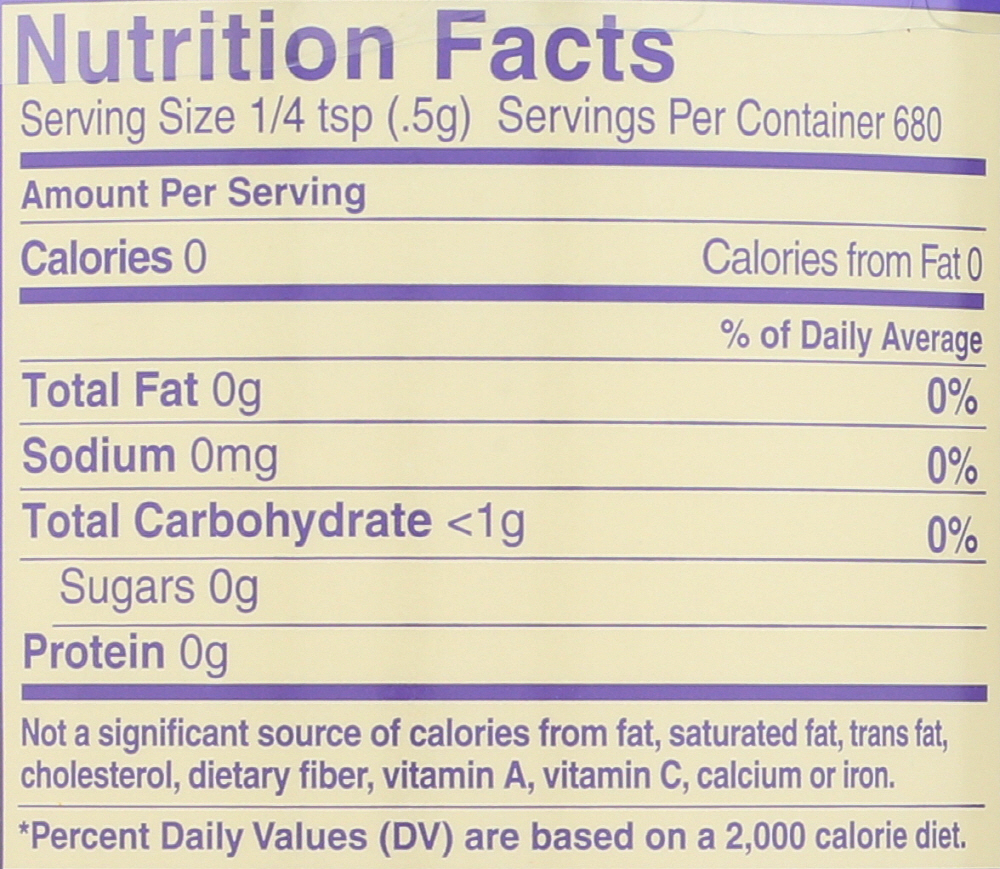 Nutrition Facts
Serving Size 1/4 tsp (.5g) Servings Per Container 680
Amount Per Serving
Calories 0 Calories from Fat 0
% of Daily Average
Total Fat 0g 0%
Sodium 0mg 0%
Total Carbohydrate <1g 0%
Sugars 0g
Protein 0g
Not a significant source of calories from fat, saturated fat, trans fat,
cholesterol, dietary fiber, vitamin A, vitamin C, calcium or iron.
*Percent Daily Values (DV) are based on a 2,000 calorie diet.